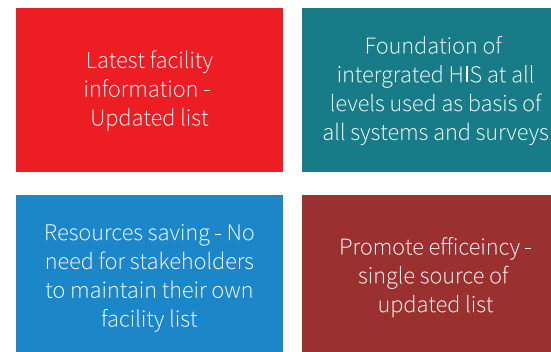 Latest facility
information -
Updated list
Foundation of
intergrated HIS at all
levels used as basis of
all systems and surveys
Resources saving - No
need for stakeholders
to maintain their own
facility list
Promote efficeincy -
single source of
updated list